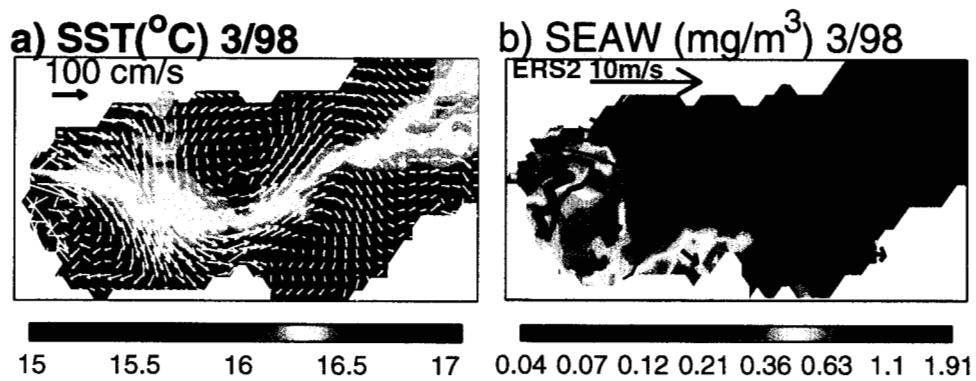 a) SST(°C) 3/98
100 cm/s
15 15.5 16 16.5 17
b) SEAW (mg/m³) 3/98
ERS2 10m/s
0.04 0.07 0.12 0.21 0.36 0.63 1.1 1.91